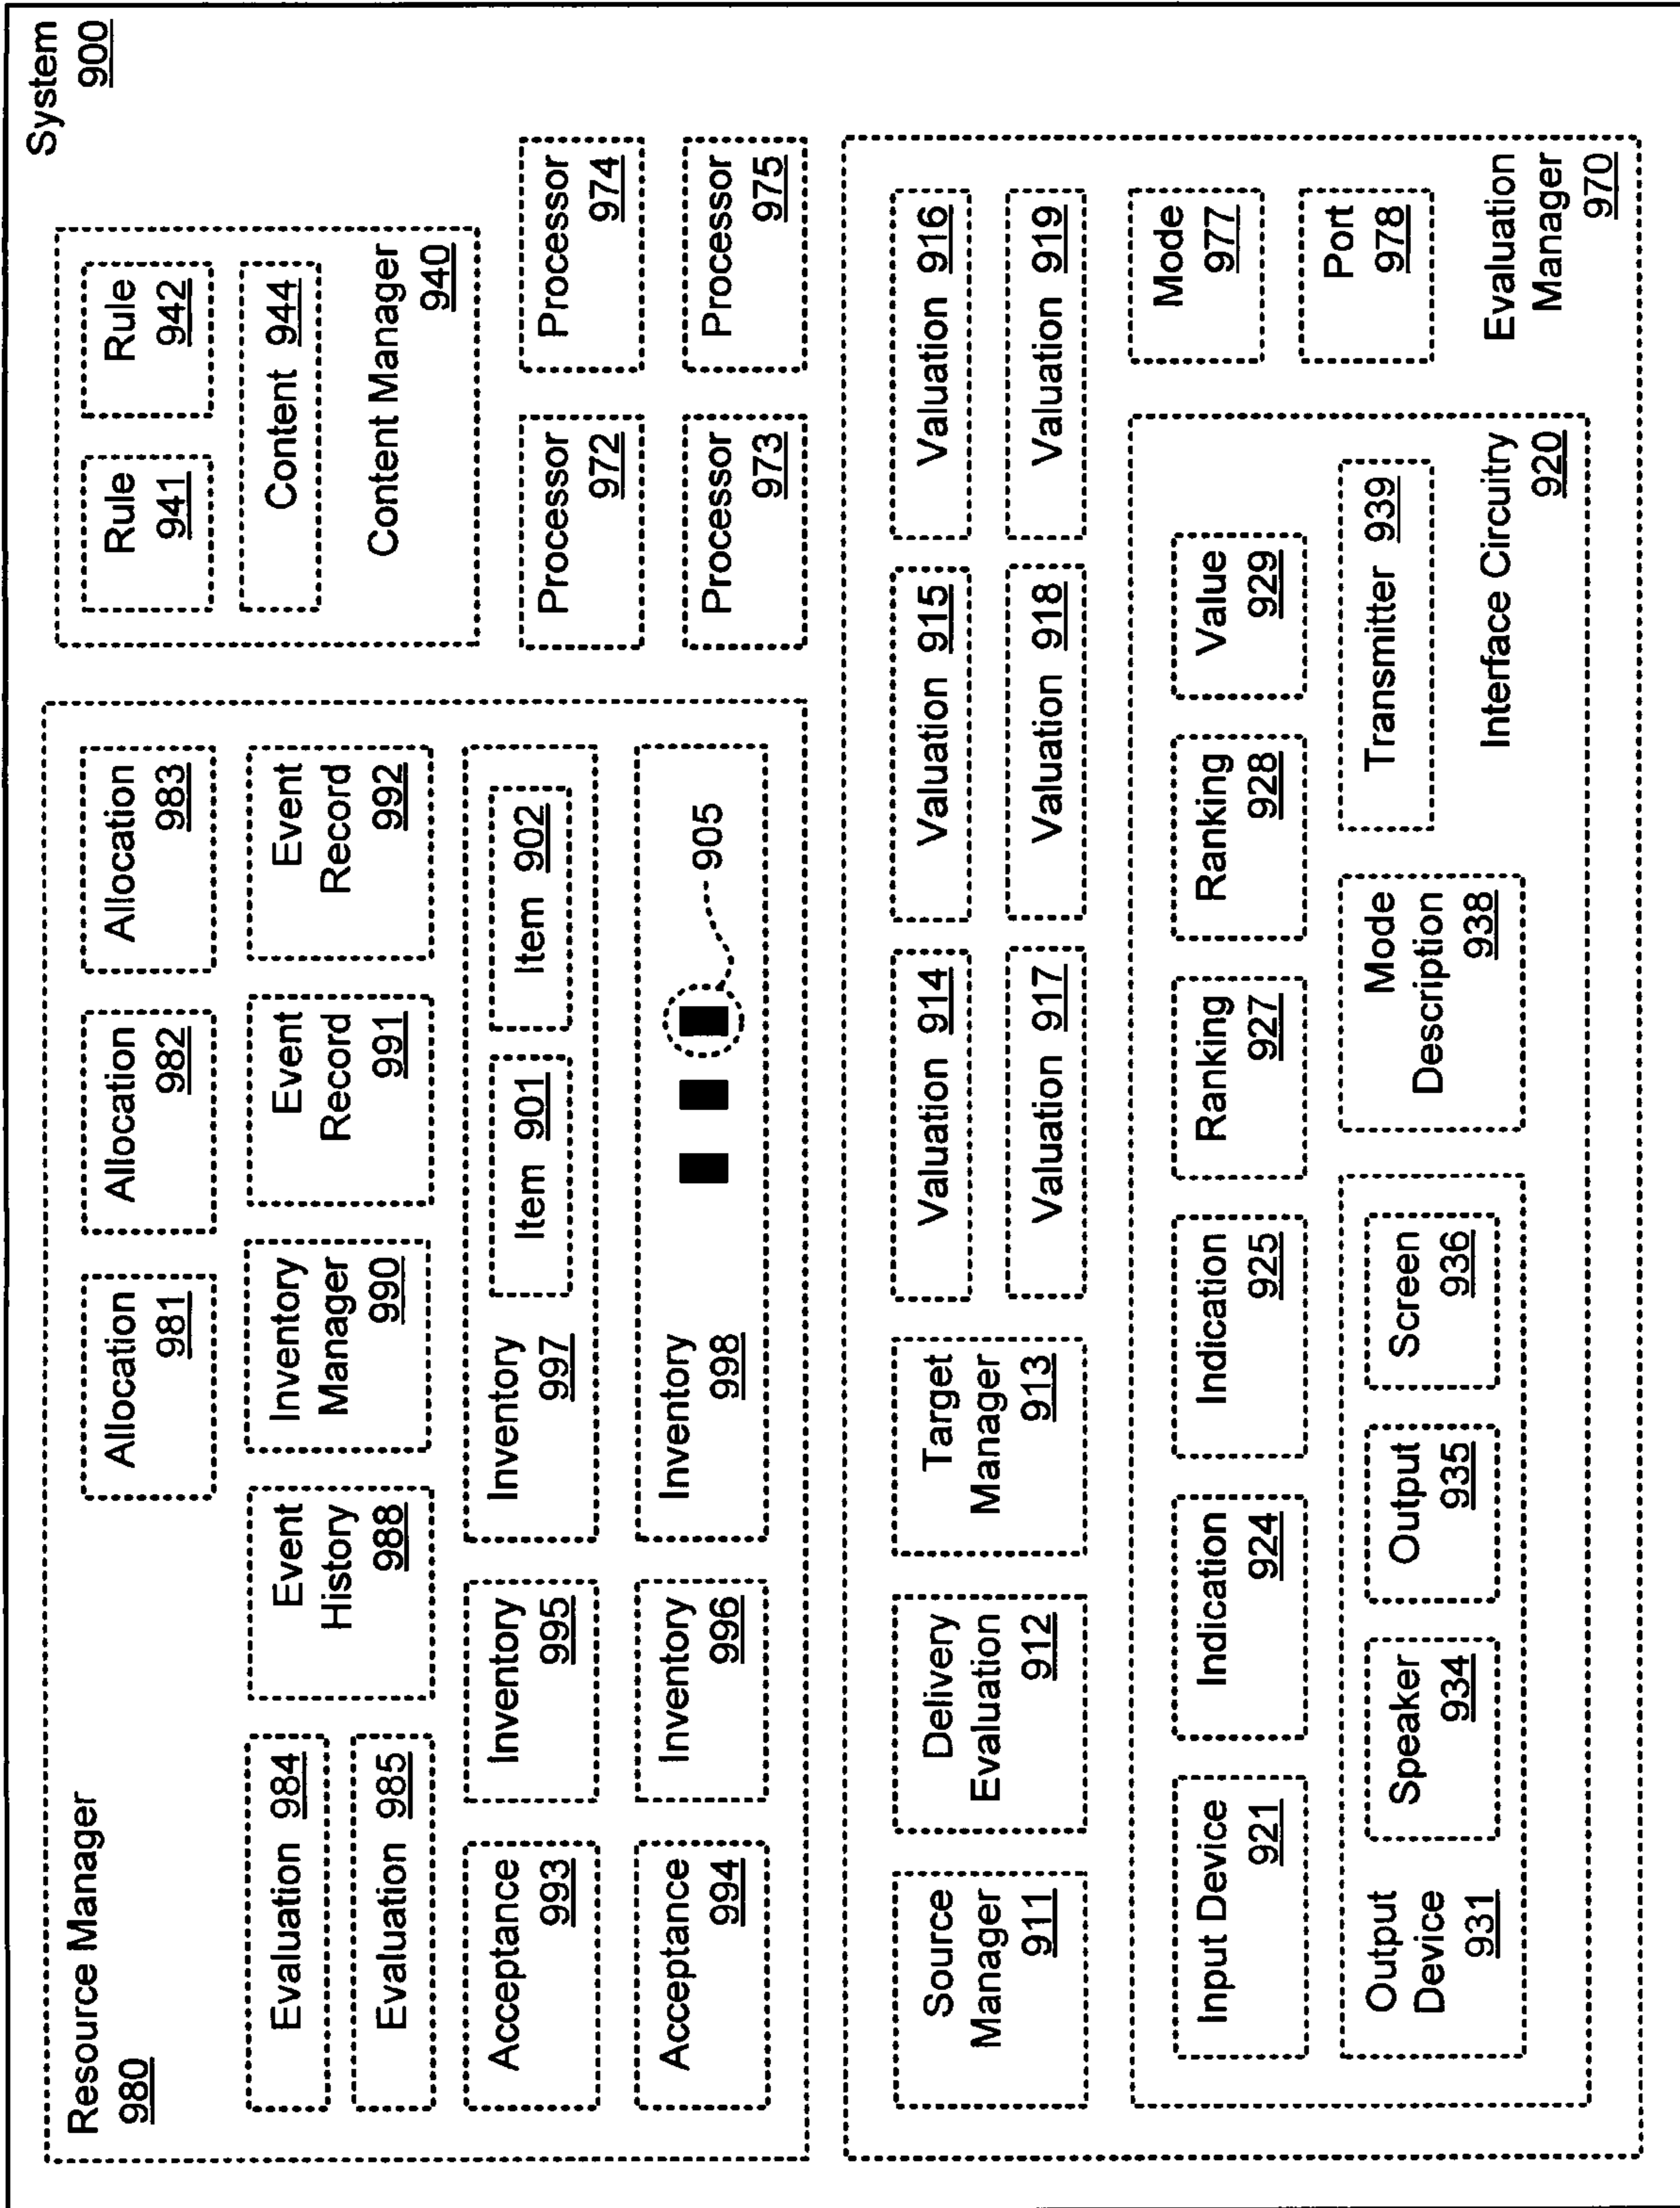 System
900
Resource Manager
980
Allocation
981
Allocation
982
Allocation
983
Evaluation 984
Evaluation 985
Event
History
988
Inventory
Manager
990
Event
Record
991
Event
Record
992
Acceptance
993
Inventory
995
Inventory
997
Item 901
Item 902
Acceptance
994
Inventory
996
Inventory
998
905
Rule
941
Rule
942
Content 944
Content Manager
940
Processor
972
Processor
974
Processor
973
Processor
975
Source
Manager
911
Delivery
Evaluation
912
Target
Manager
913
Valuation 914
Valuation 915
Valuation 916
Valuation 917
Valuation 918
Valuation 919
Input Device
921
Indication
924
Indication
925
Ranking
927
Ranking
928
Value
929
Output
Device
931
Speaker
934
Output
935
Screen
936
Mode
Description
938
Transmitter 939
Interface Circuitry
920
Mode
977
Port
978
Evaluation
Manager
970